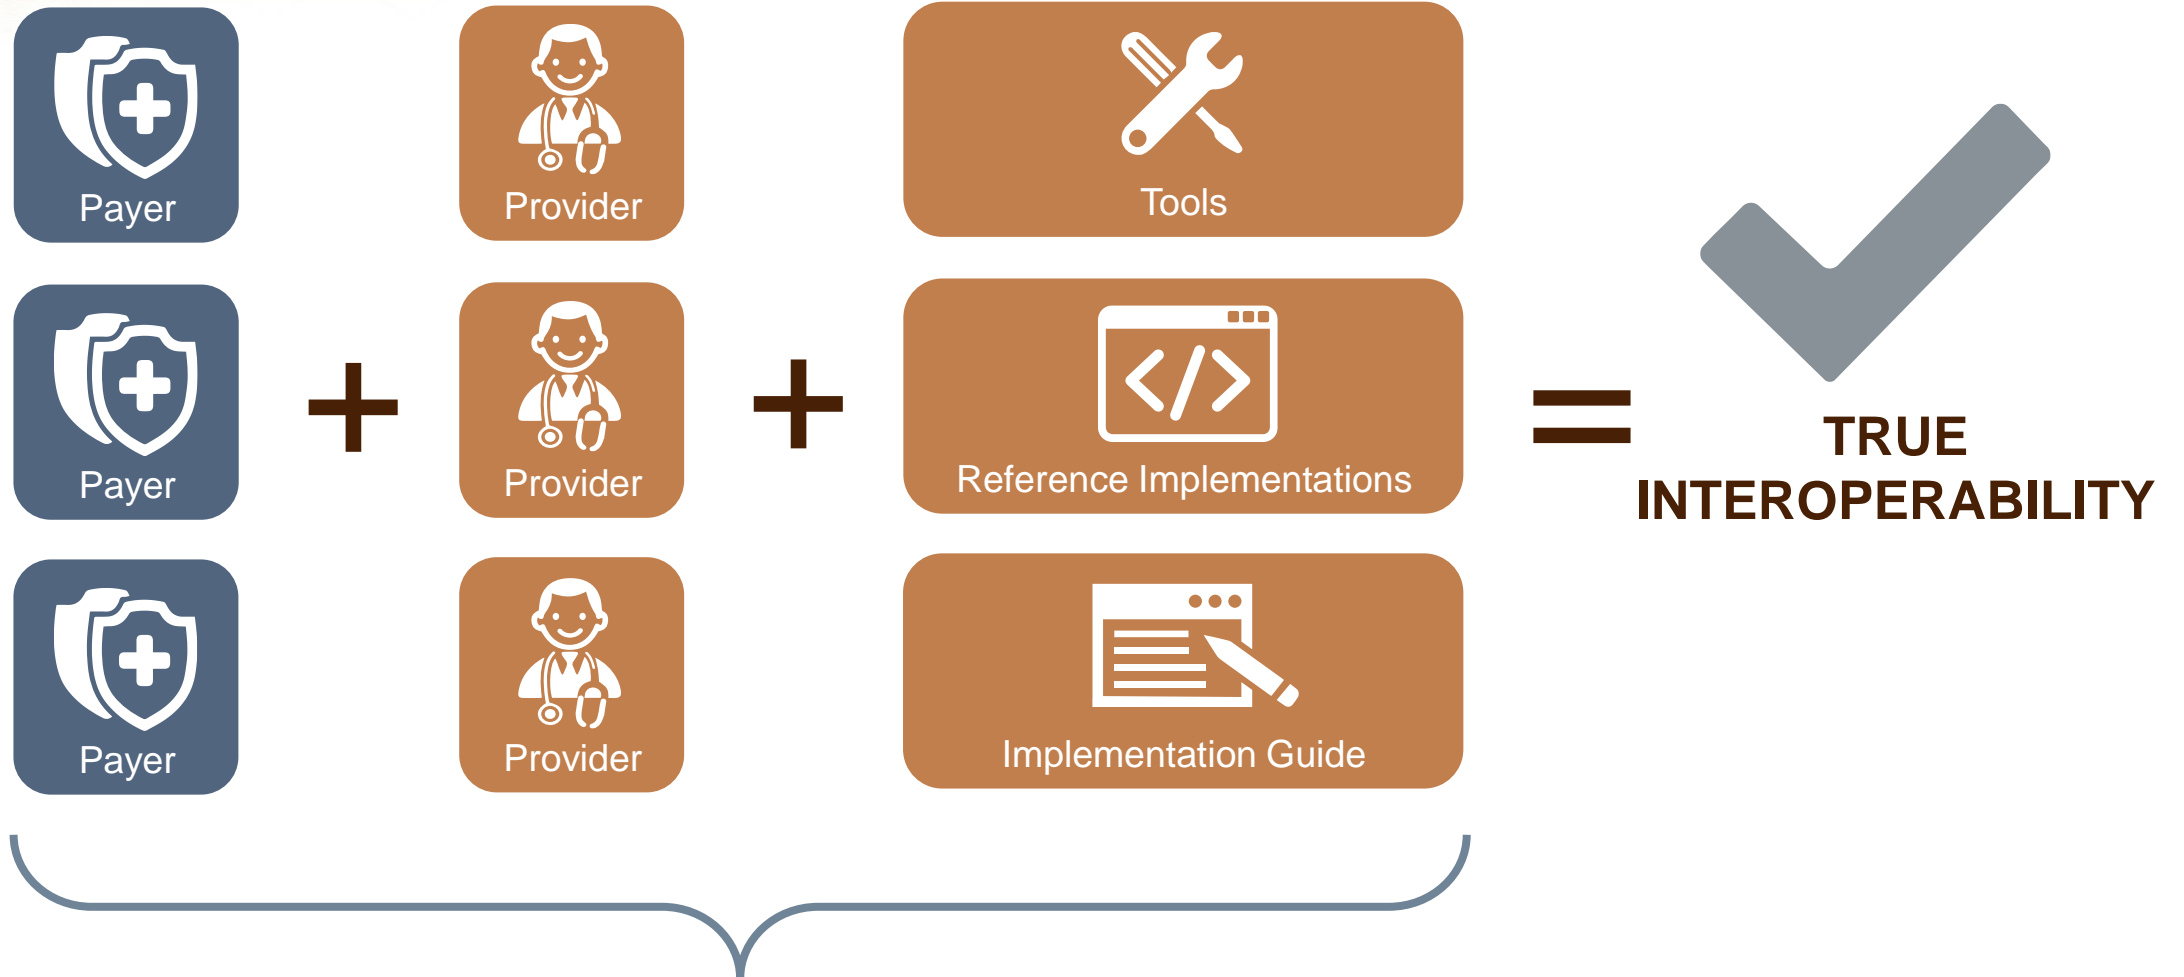 Payer
Provider
Tools
Payer
Provider
Reference Implementations
TRUE
INTEROPERABILITY
Payer
Provider
Implementation Guide